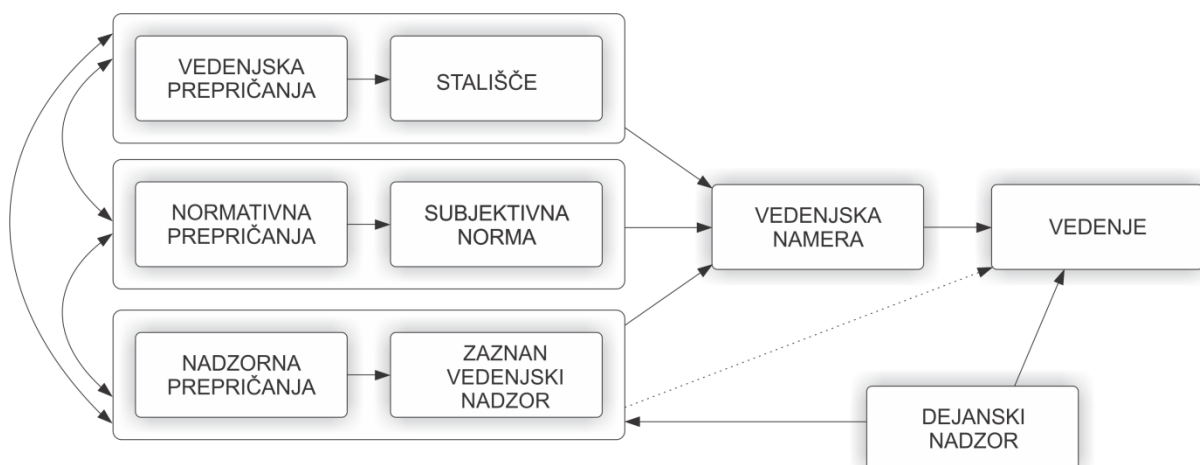 VEDENJSKA
PREPRIČANJA
STALIŠČE
NORMATIVNA
PREPRIČANJA
SUBJEKTIVNA
NORMA
VEDENJSKA
NAMERA
VEDENJE
NADZORNA
PREPRIČANJA
ZAZNAN
VEDENJSKI
NADZOR
DEJANSKI
NADZOR